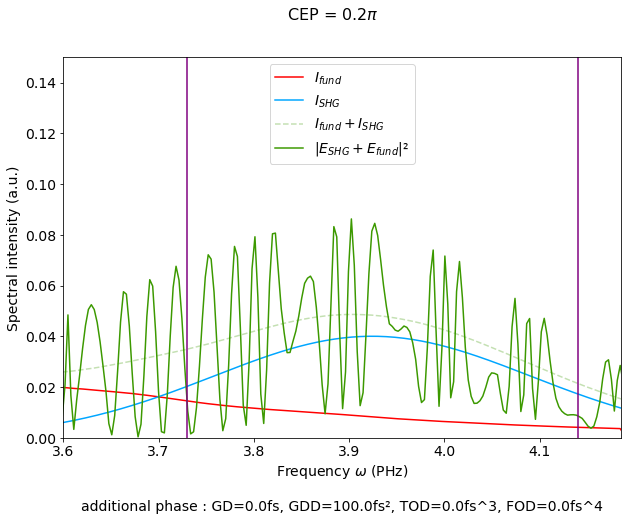 CEP = 0.2π
I_fund
I_SHG
I_fund + I_SHG
|E_SHG + E_fund|²
Spectral intensity (a.u.)
0.14
0.12
0.10
0.08
0.06
0.04
0.02
0.00
3.6 3.7 3.8 3.9 4.0 4.1
Frequency ω (PHz)
additional phase : GD=0.0fs, GDD=100.0fs², TOD=0.0fs^3, FOD=0.0fs^4